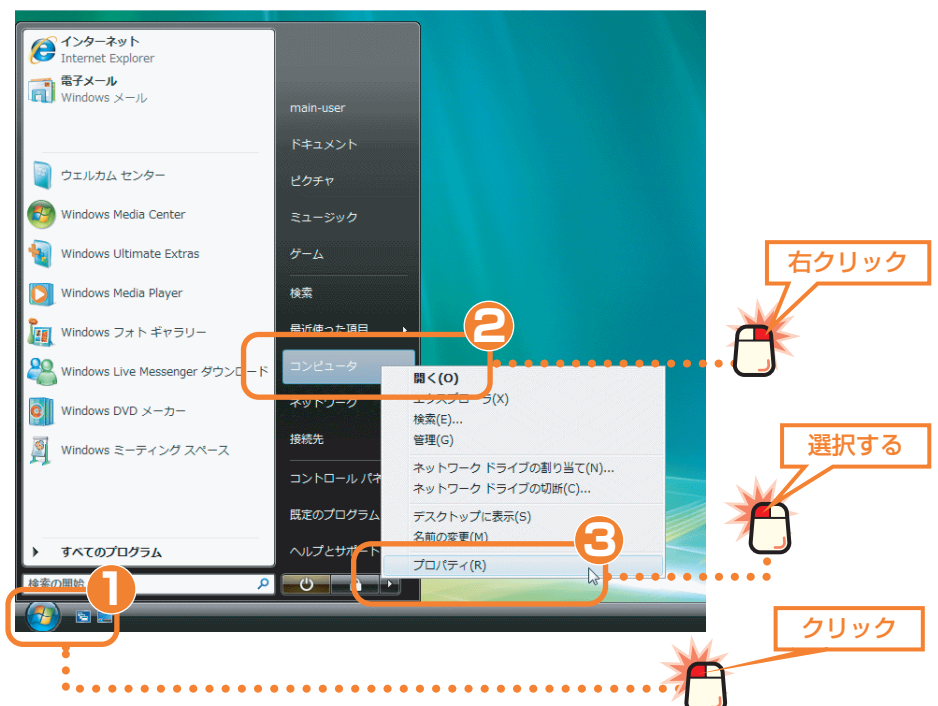 インターネット
Internet Explorer
電子メール
Windows メール
ウェルカム センター
Windows Media Center
Windows Ultimate Extras
Windows Media Player
Windows フォト ギャラリー
Windows Live Messenger ダウンロード
Windows DVD メーカー
Windows ミーティング スペース
すべてのプログラム
検索の開始
main-user
ドキュメント
ピクチャ
ミュージック
ゲーム
検索
最近使った項目
コンピュータ
ネットワーク
接続先
コントロール パネ
既定のプログラム
ヘルプとサポート
開く(O)
エクスプローラ(X)
検索(E)...
管理(G)
ネットワーク ドライブの割り当て(N)...
ネットワーク ドライブの切断(C)...
デスクトップに表示(S)
名前の変更(M)
プロパティ(R)
1
2
3
右クリック
選択する
クリック